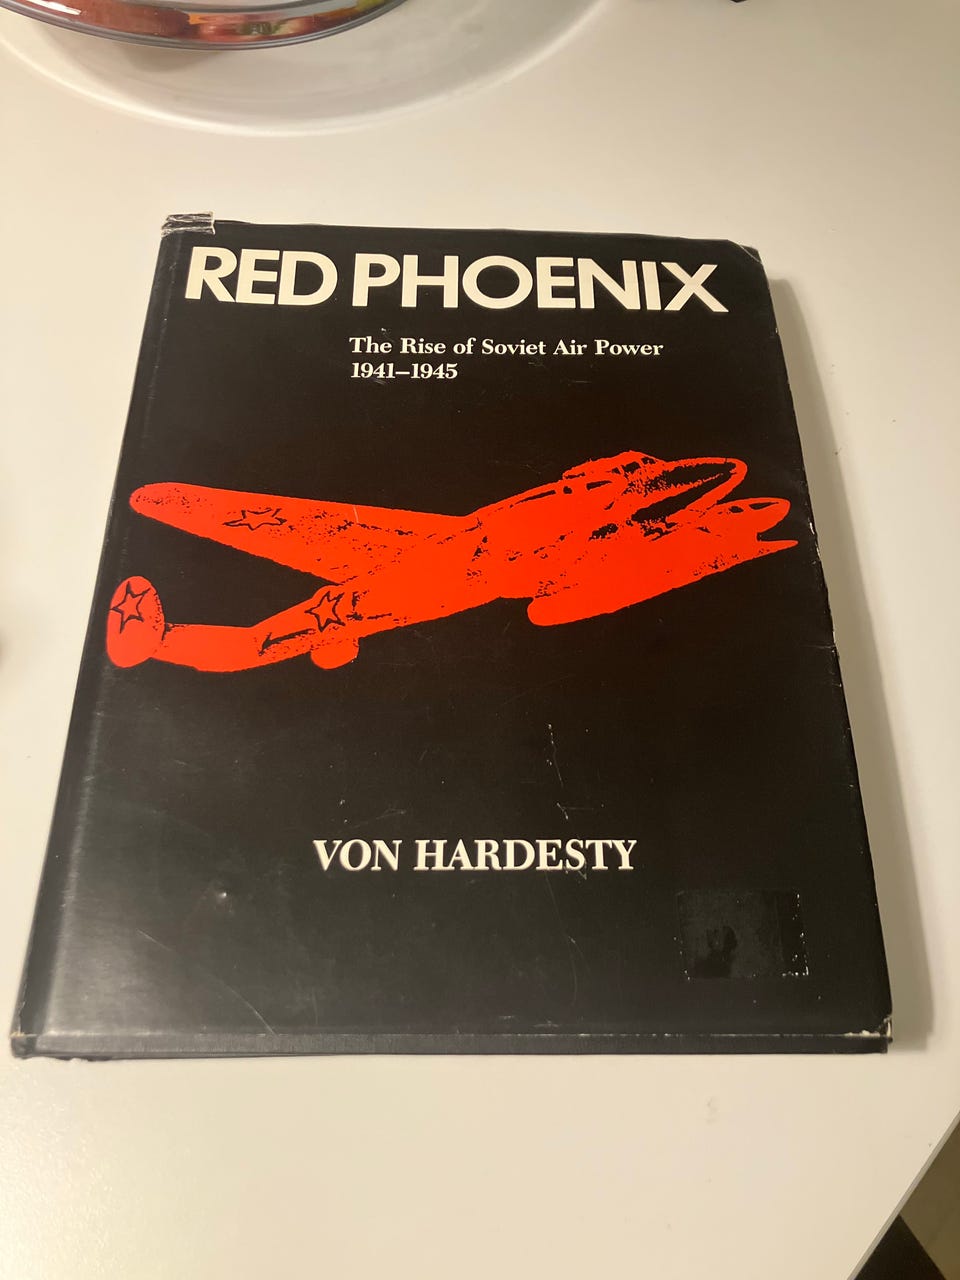 RED PHOENIX
The Rise of Soviet Air Power
1941–1945
VON HARDESTY